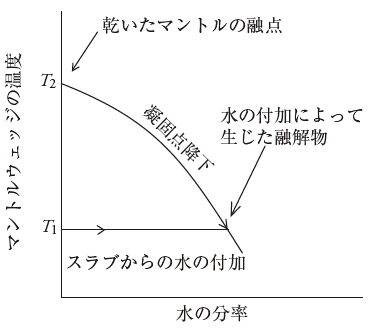 乾いたマントルの融点
マントルウェッジの温度
T2
凝固点降下
水の付加によって
生じた融解物
T1
スラブからの水の付加
水の分率